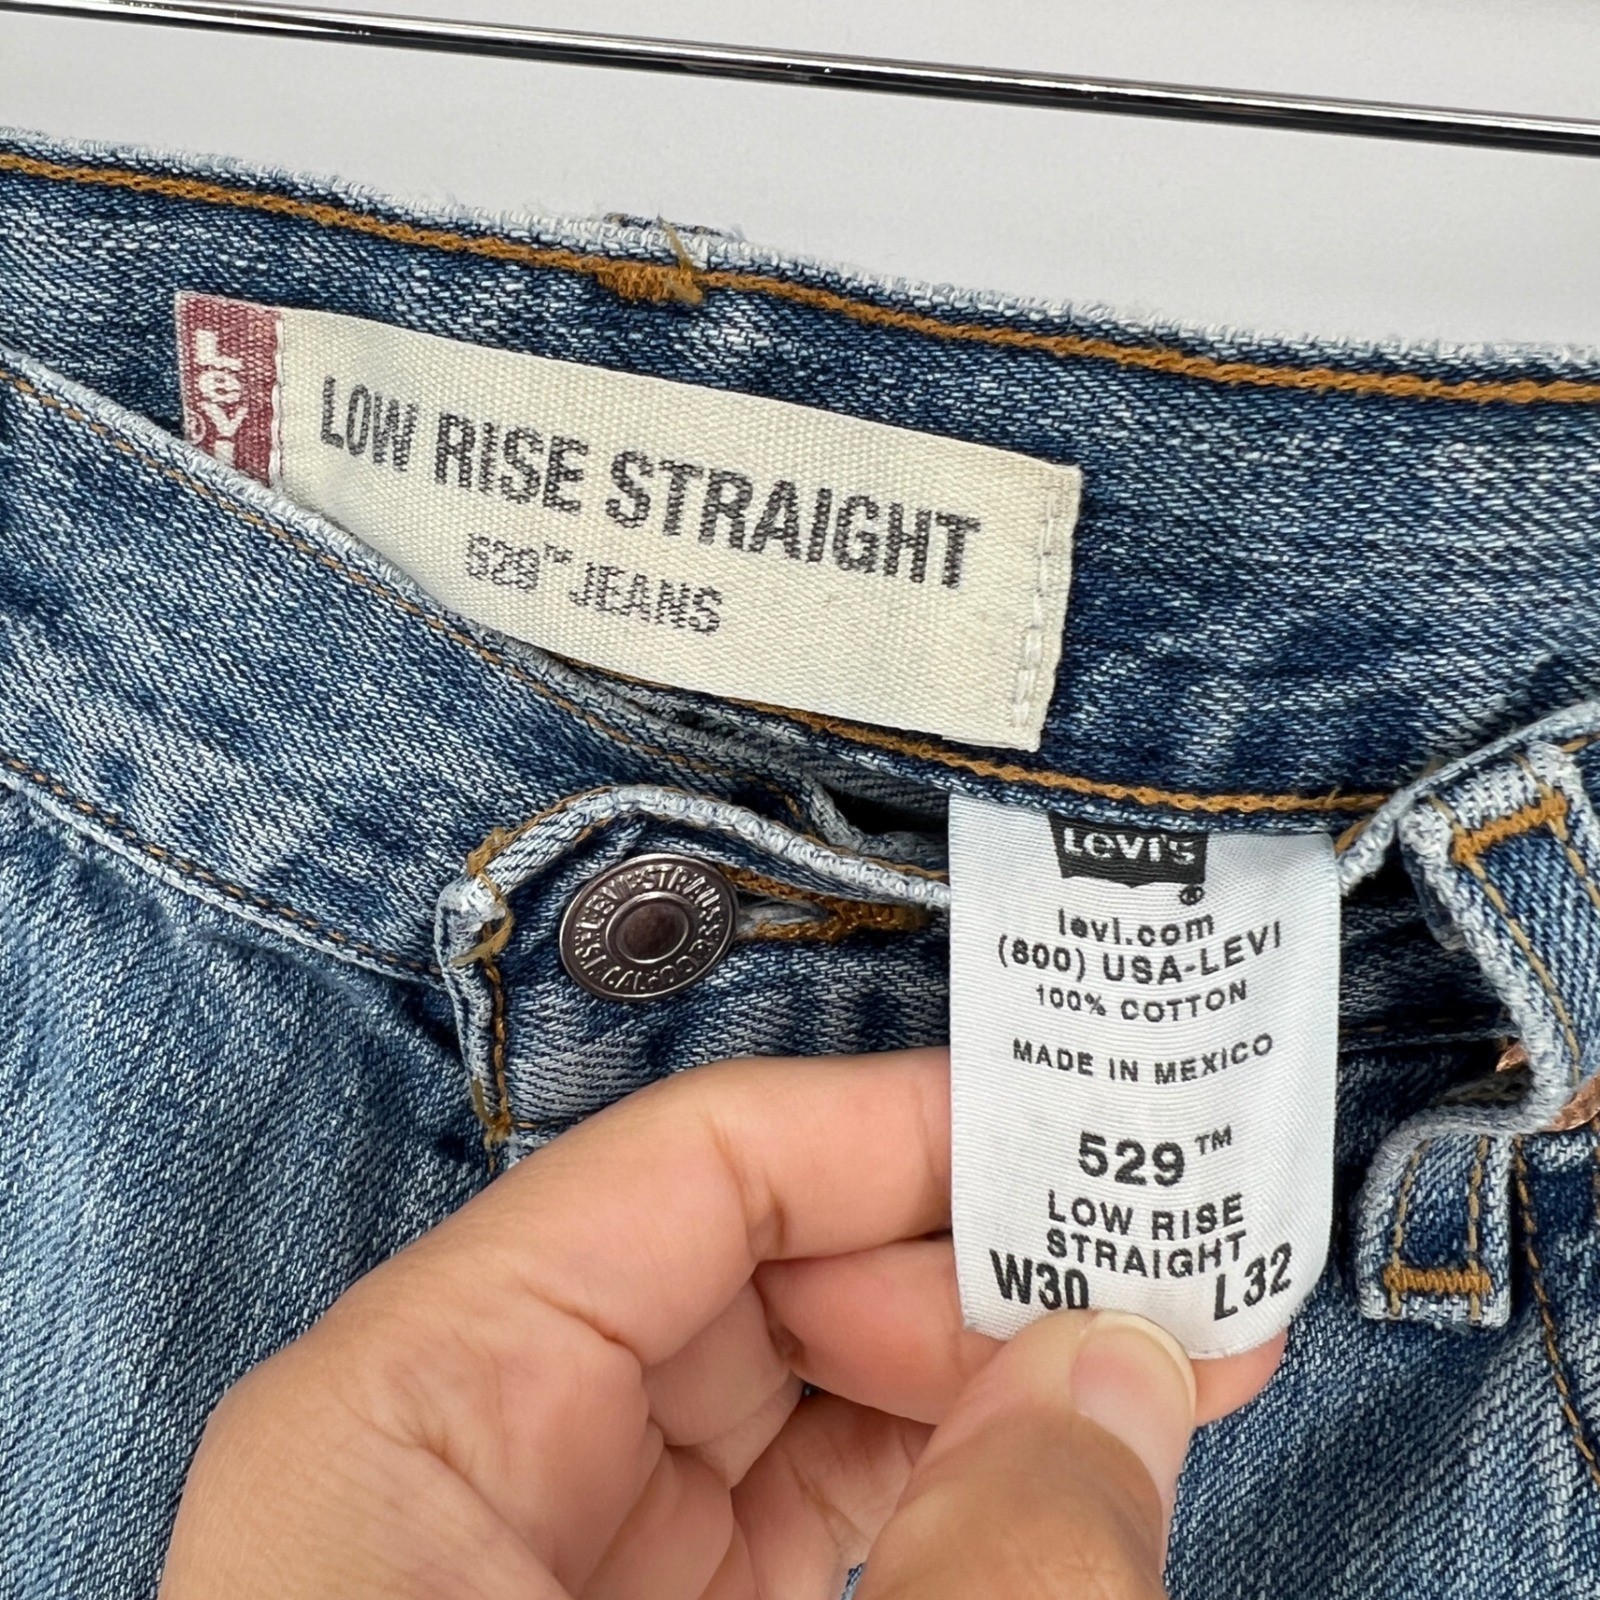 Levi
LOW RISE STRAIGHT
529™ JEANS
LEVI STRAUSS & CO. S.F. CAL.
Levi's
®
levi.com
(800) USA-LEVI
100% COTTON
MADE IN MEXICO
529™
LOW RISE
STRAIGHT
W30 L32